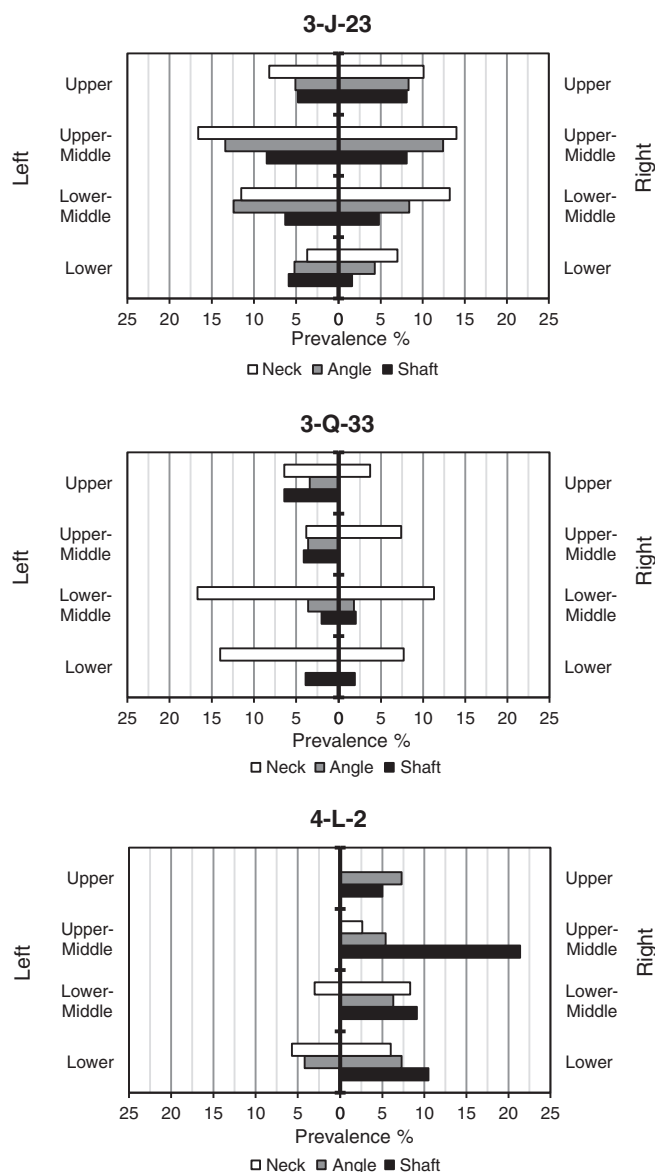 3-J-23
Left
Right
Upper
Upper
Upper-
Middle
Upper-
Middle
Lower-
Middle
Lower-
Middle
Lower
Lower
25 20 15 10 5 0 5 10 15 20 25
Prevalence %
Neck Angle Shaft
3-Q-33
Left
Right
Upper
Upper
Upper-
Middle
Upper-
Middle
Lower-
Middle
Lower-
Middle
Lower
Lower
25 20 15 10 5 0 5 10 15 20 25
Prevalence %
Neck Angle Shaft
4-L-2
Left
Right
Upper
Upper
Upper-
Middle
Upper-
Middle
Lower-
Middle
Lower-
Middle
Lower
Lower
25 20 15 10 5 0 5 10 15 20 25
Prevalence %
Neck Angle Shaft